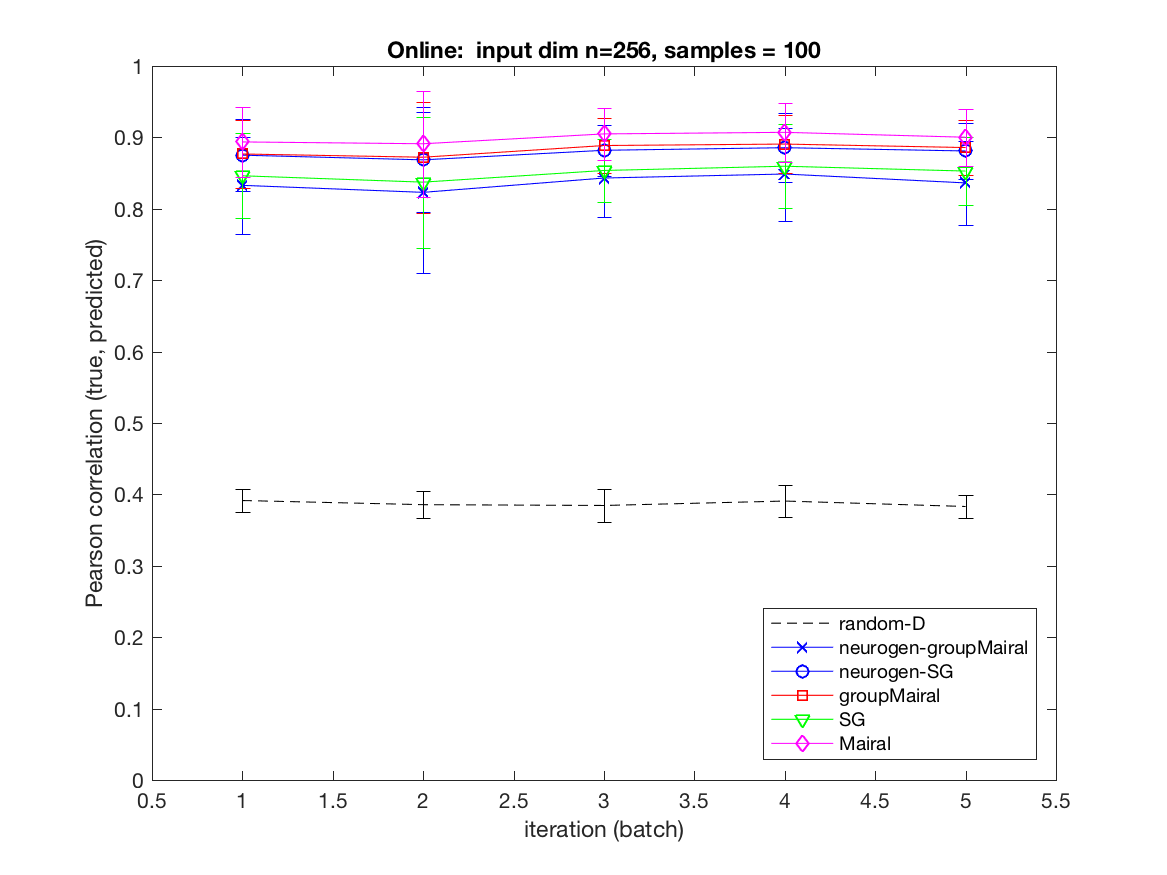 Online:  input dim n=256, samples = 100
1
0.9
0.8
0.7
0.6
0.5
0.4
0.3
0.2
0.1
0
Pearson correlation (true, predicted)
random-D
neurogen-groupMairal
neurogen-SG
groupMairal
SG
Mairal
0.5 1 1.5 2 2.5 3 3.5 4 4.5 5 5.5
iteration (batch)